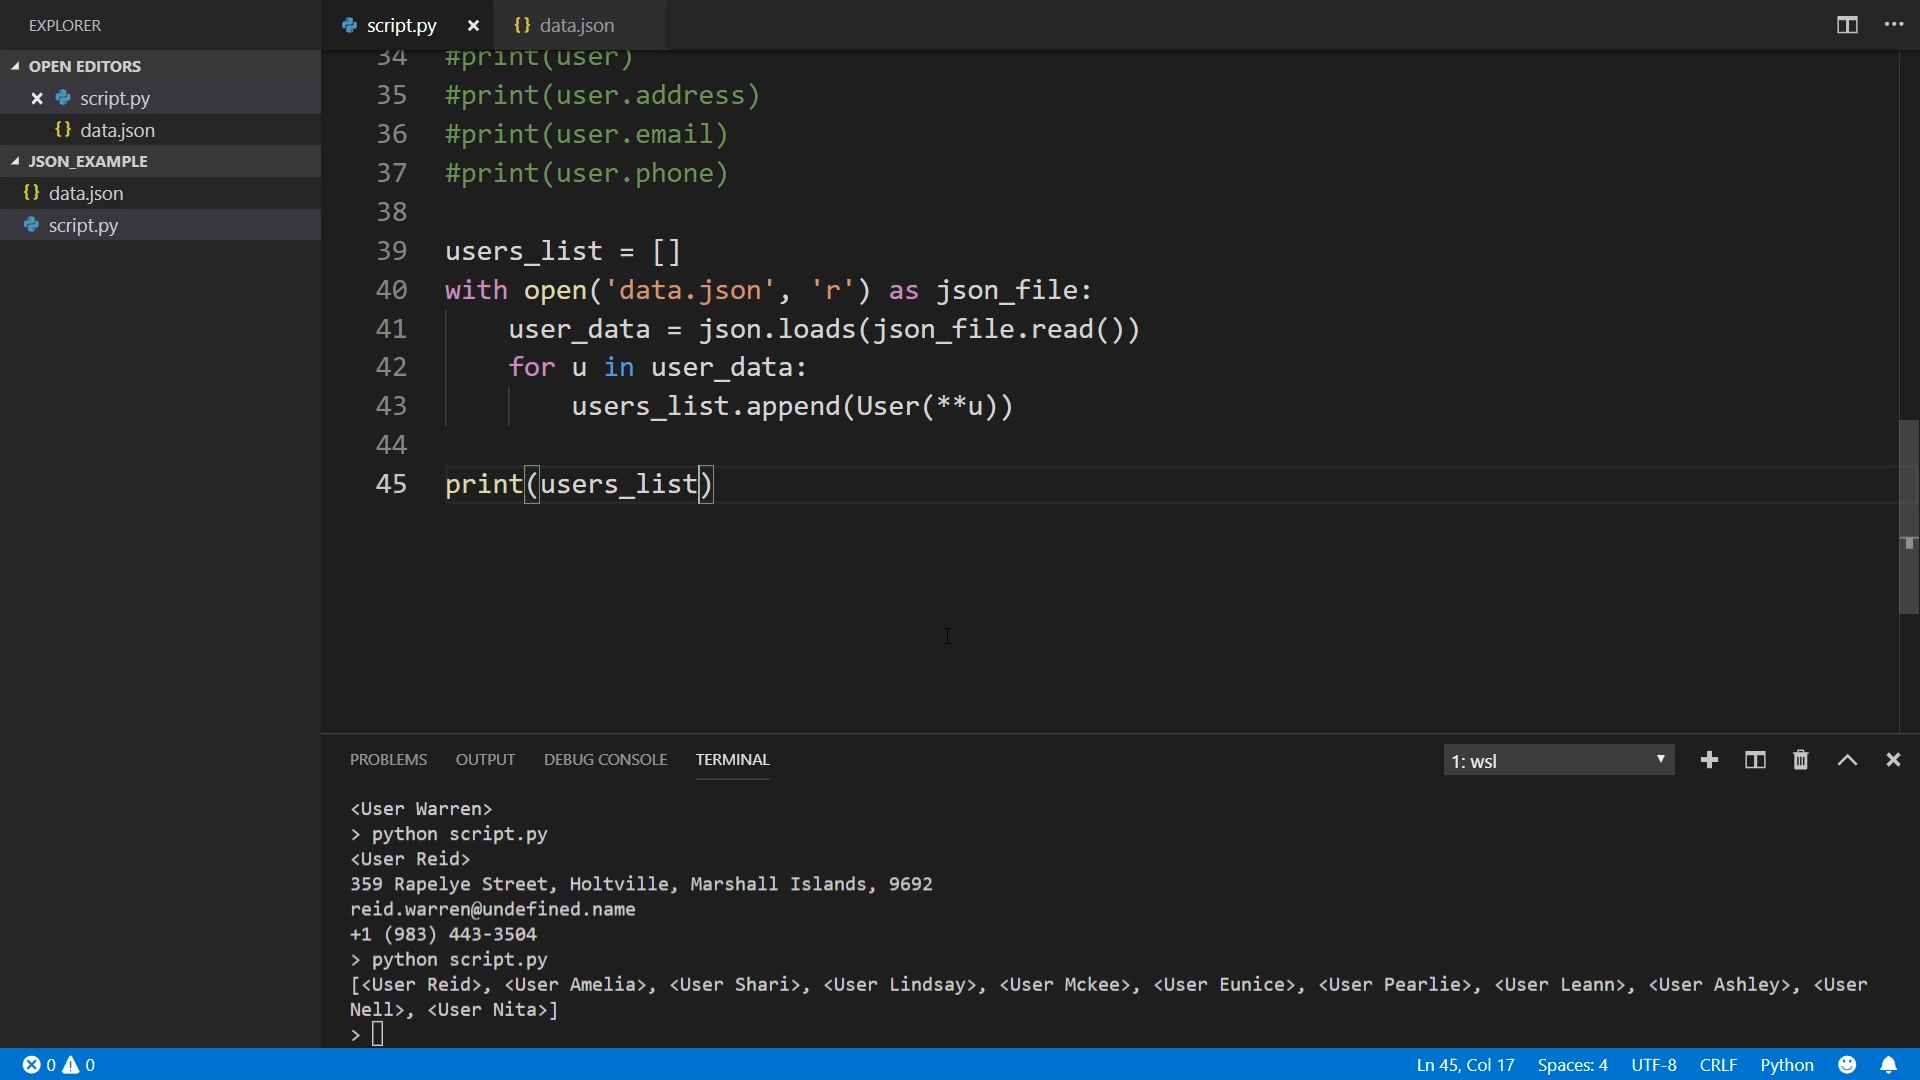 EXPLORER
OPEN EDITORS
script.py
data.json
JSON_EXAMPLE
data.json
script.py
script.py
data.json
34 #print(user)
35 #print(user.address)
36 #print(user.email)
37 #print(user.phone)
38
39 users_list = []
40 with open('data.json', 'r') as json_file:
41     user_data = json.loads(json_file.read())
42     for u in user_data:
43         users_list.append(User(**u))
44
45 print(users_list)
PROBLEMS OUTPUT DEBUG CONSOLE TERMINAL 1: wsl
<User Warren>
> python script.py
<User Reid>
359 Rapelye Street, Holtville, Marshall Islands, 9692
reid.warren@undefined.name
+1 (983) 443-3504
> python script.py
[<User Reid>, <User Amelia>, <User Shari>, <User Lindsay>, <User Mckee>, <User Eunice>, <User Pearlie>, <User Leann>, <User Ashley>, <User
Nell>, <User Nita>]
>
0 0 Ln 45, Col 17 Spaces: 4 UTF-8 CRLF Python